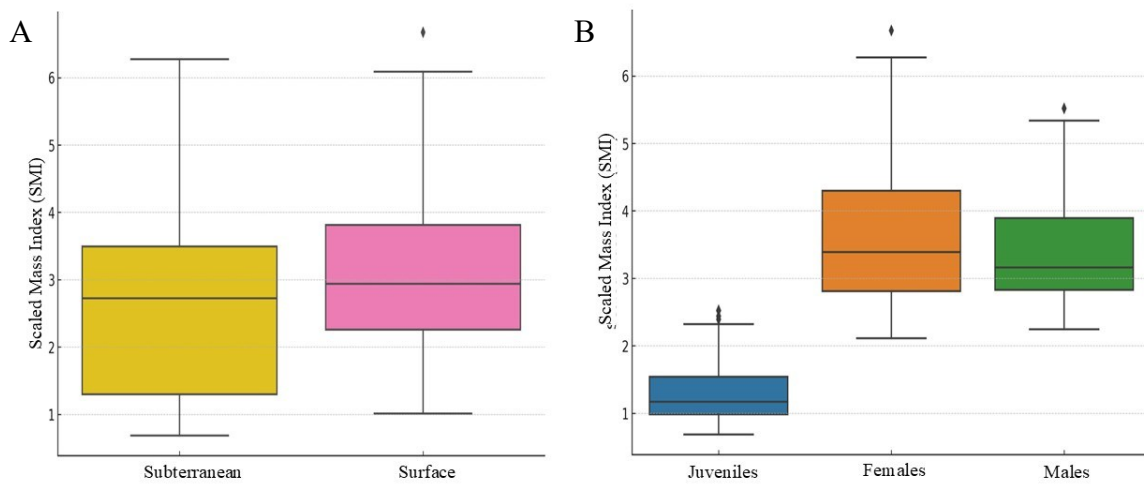 A
Scaled Mass Index (SMI)
6
5
4
3
2
1
Subterranean
Surface
B
Scaled Mass Index (SMI)
6
5
4
3
2
1
Juveniles
Females
Males